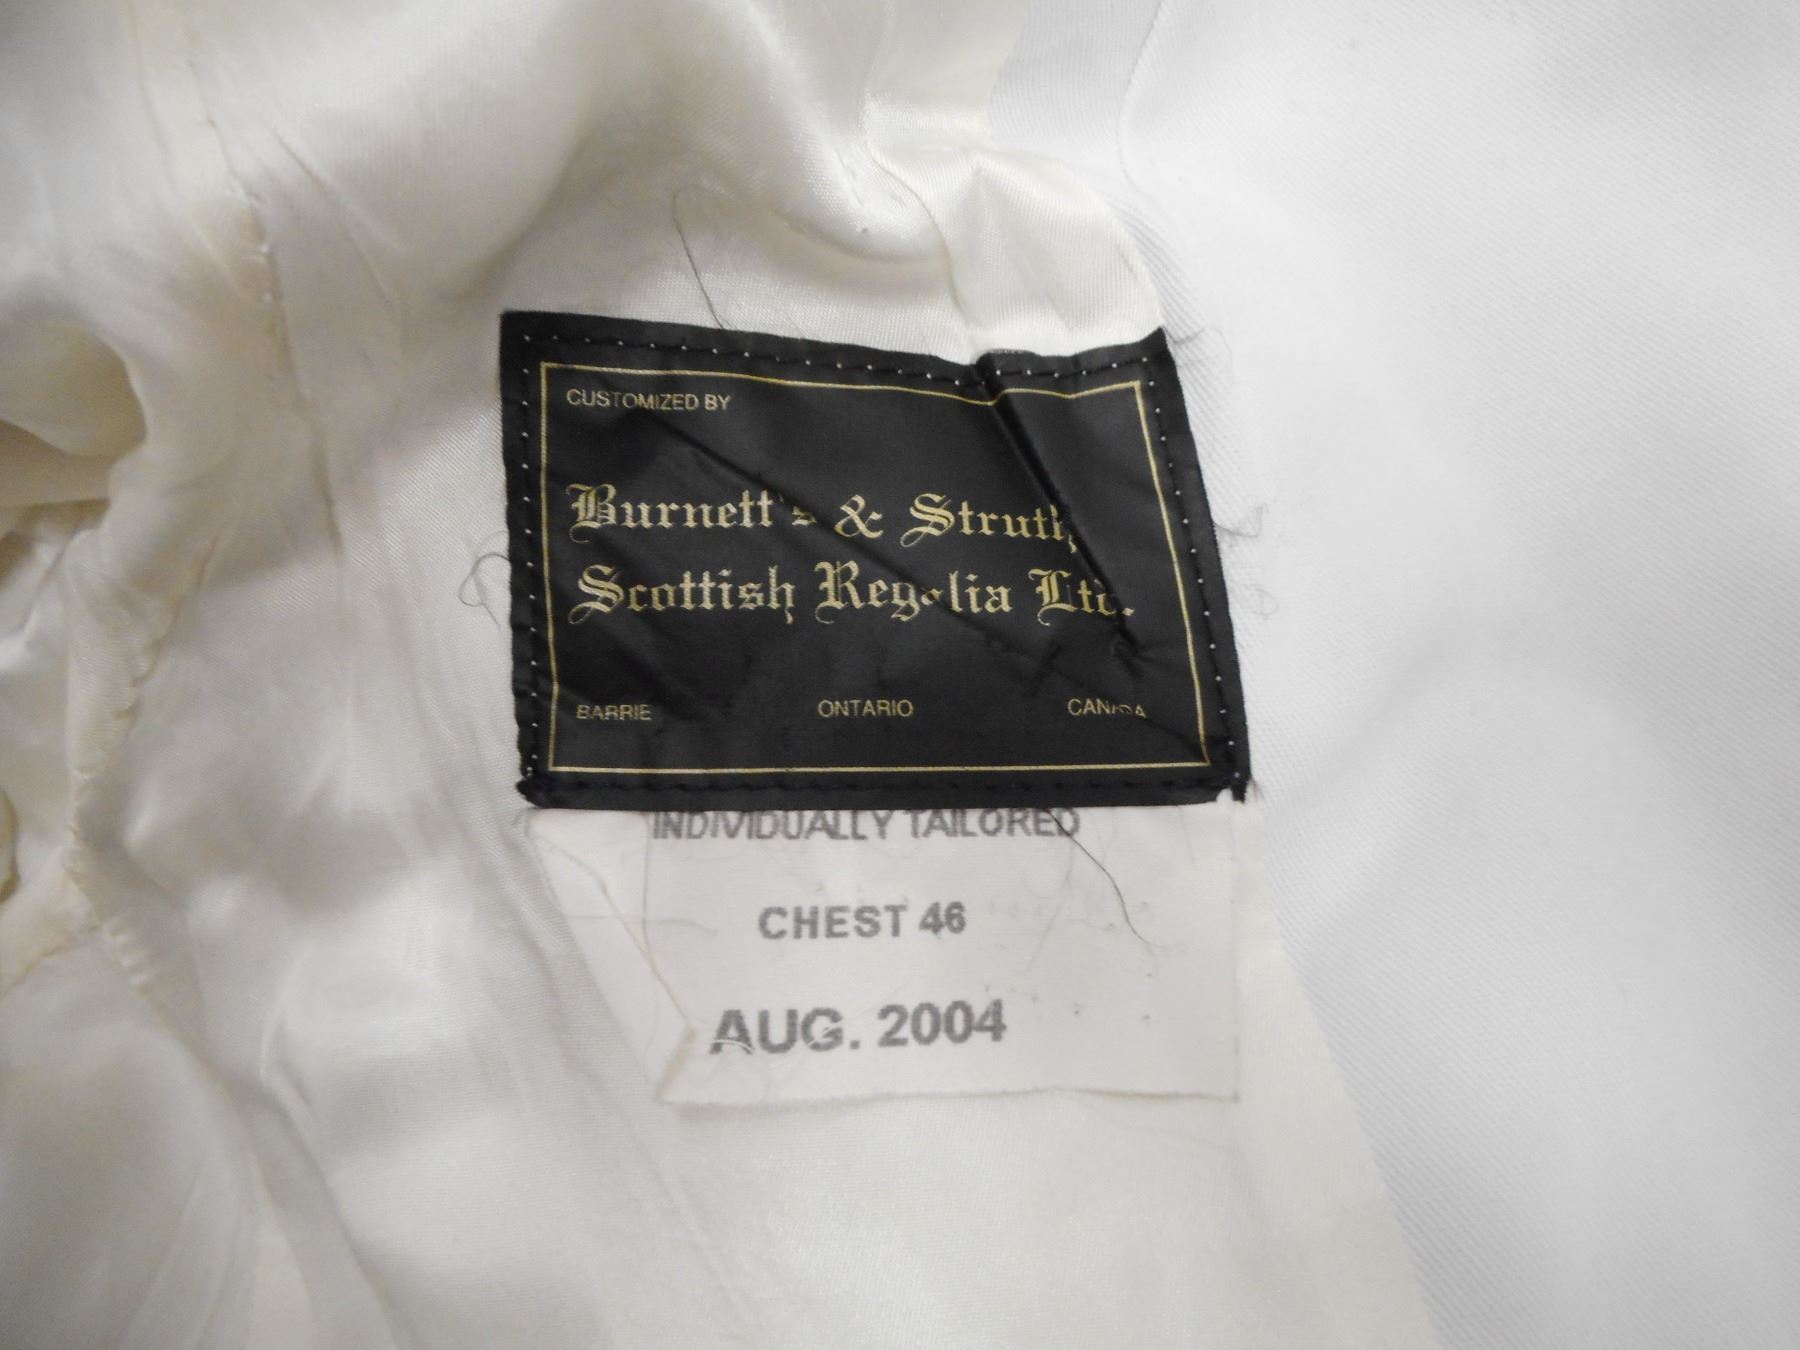 CUSTOMIZED BY
Burnett's & Struth
Scottish Regalia Ltd.
BARRIE ONTARIO CANADA
INDIVIDUALLY TAILORED
CHEST 46
AUG. 2004